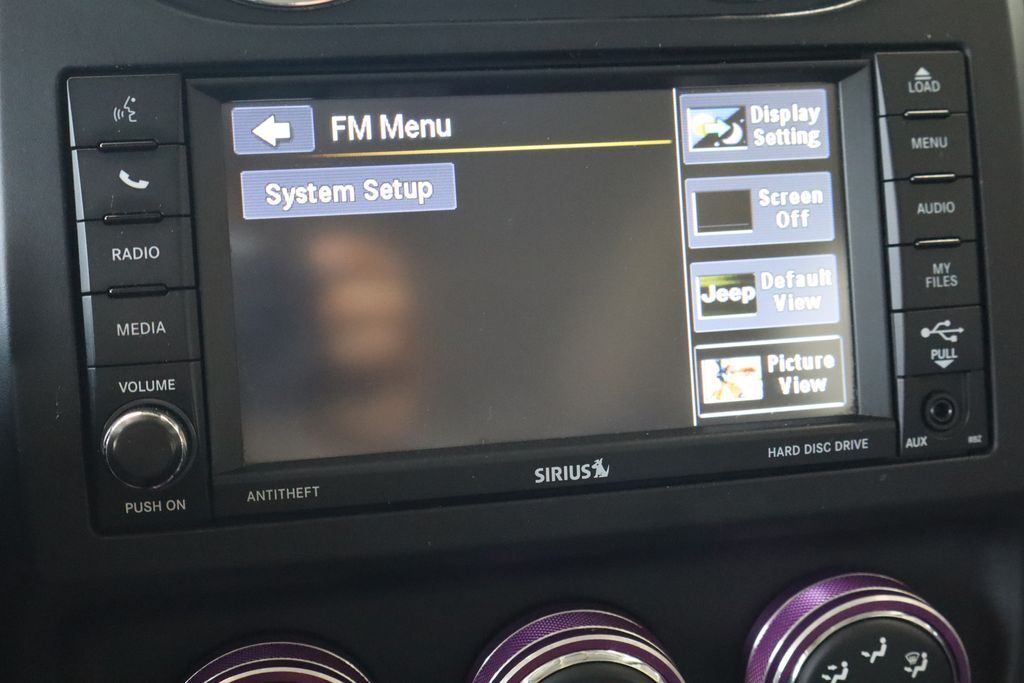 LOAD
MENU
AUDIO
MY
FILES
PULL
AUX
RBZ
RADIO
MEDIA
VOLUME
PUSH ON
FM Menu
System Setup
Display
Setting
Screen
Off
Jeep
Default
View
Picture
View
ANTITHEFT
SIRIUS
HARD DISC DRIVE